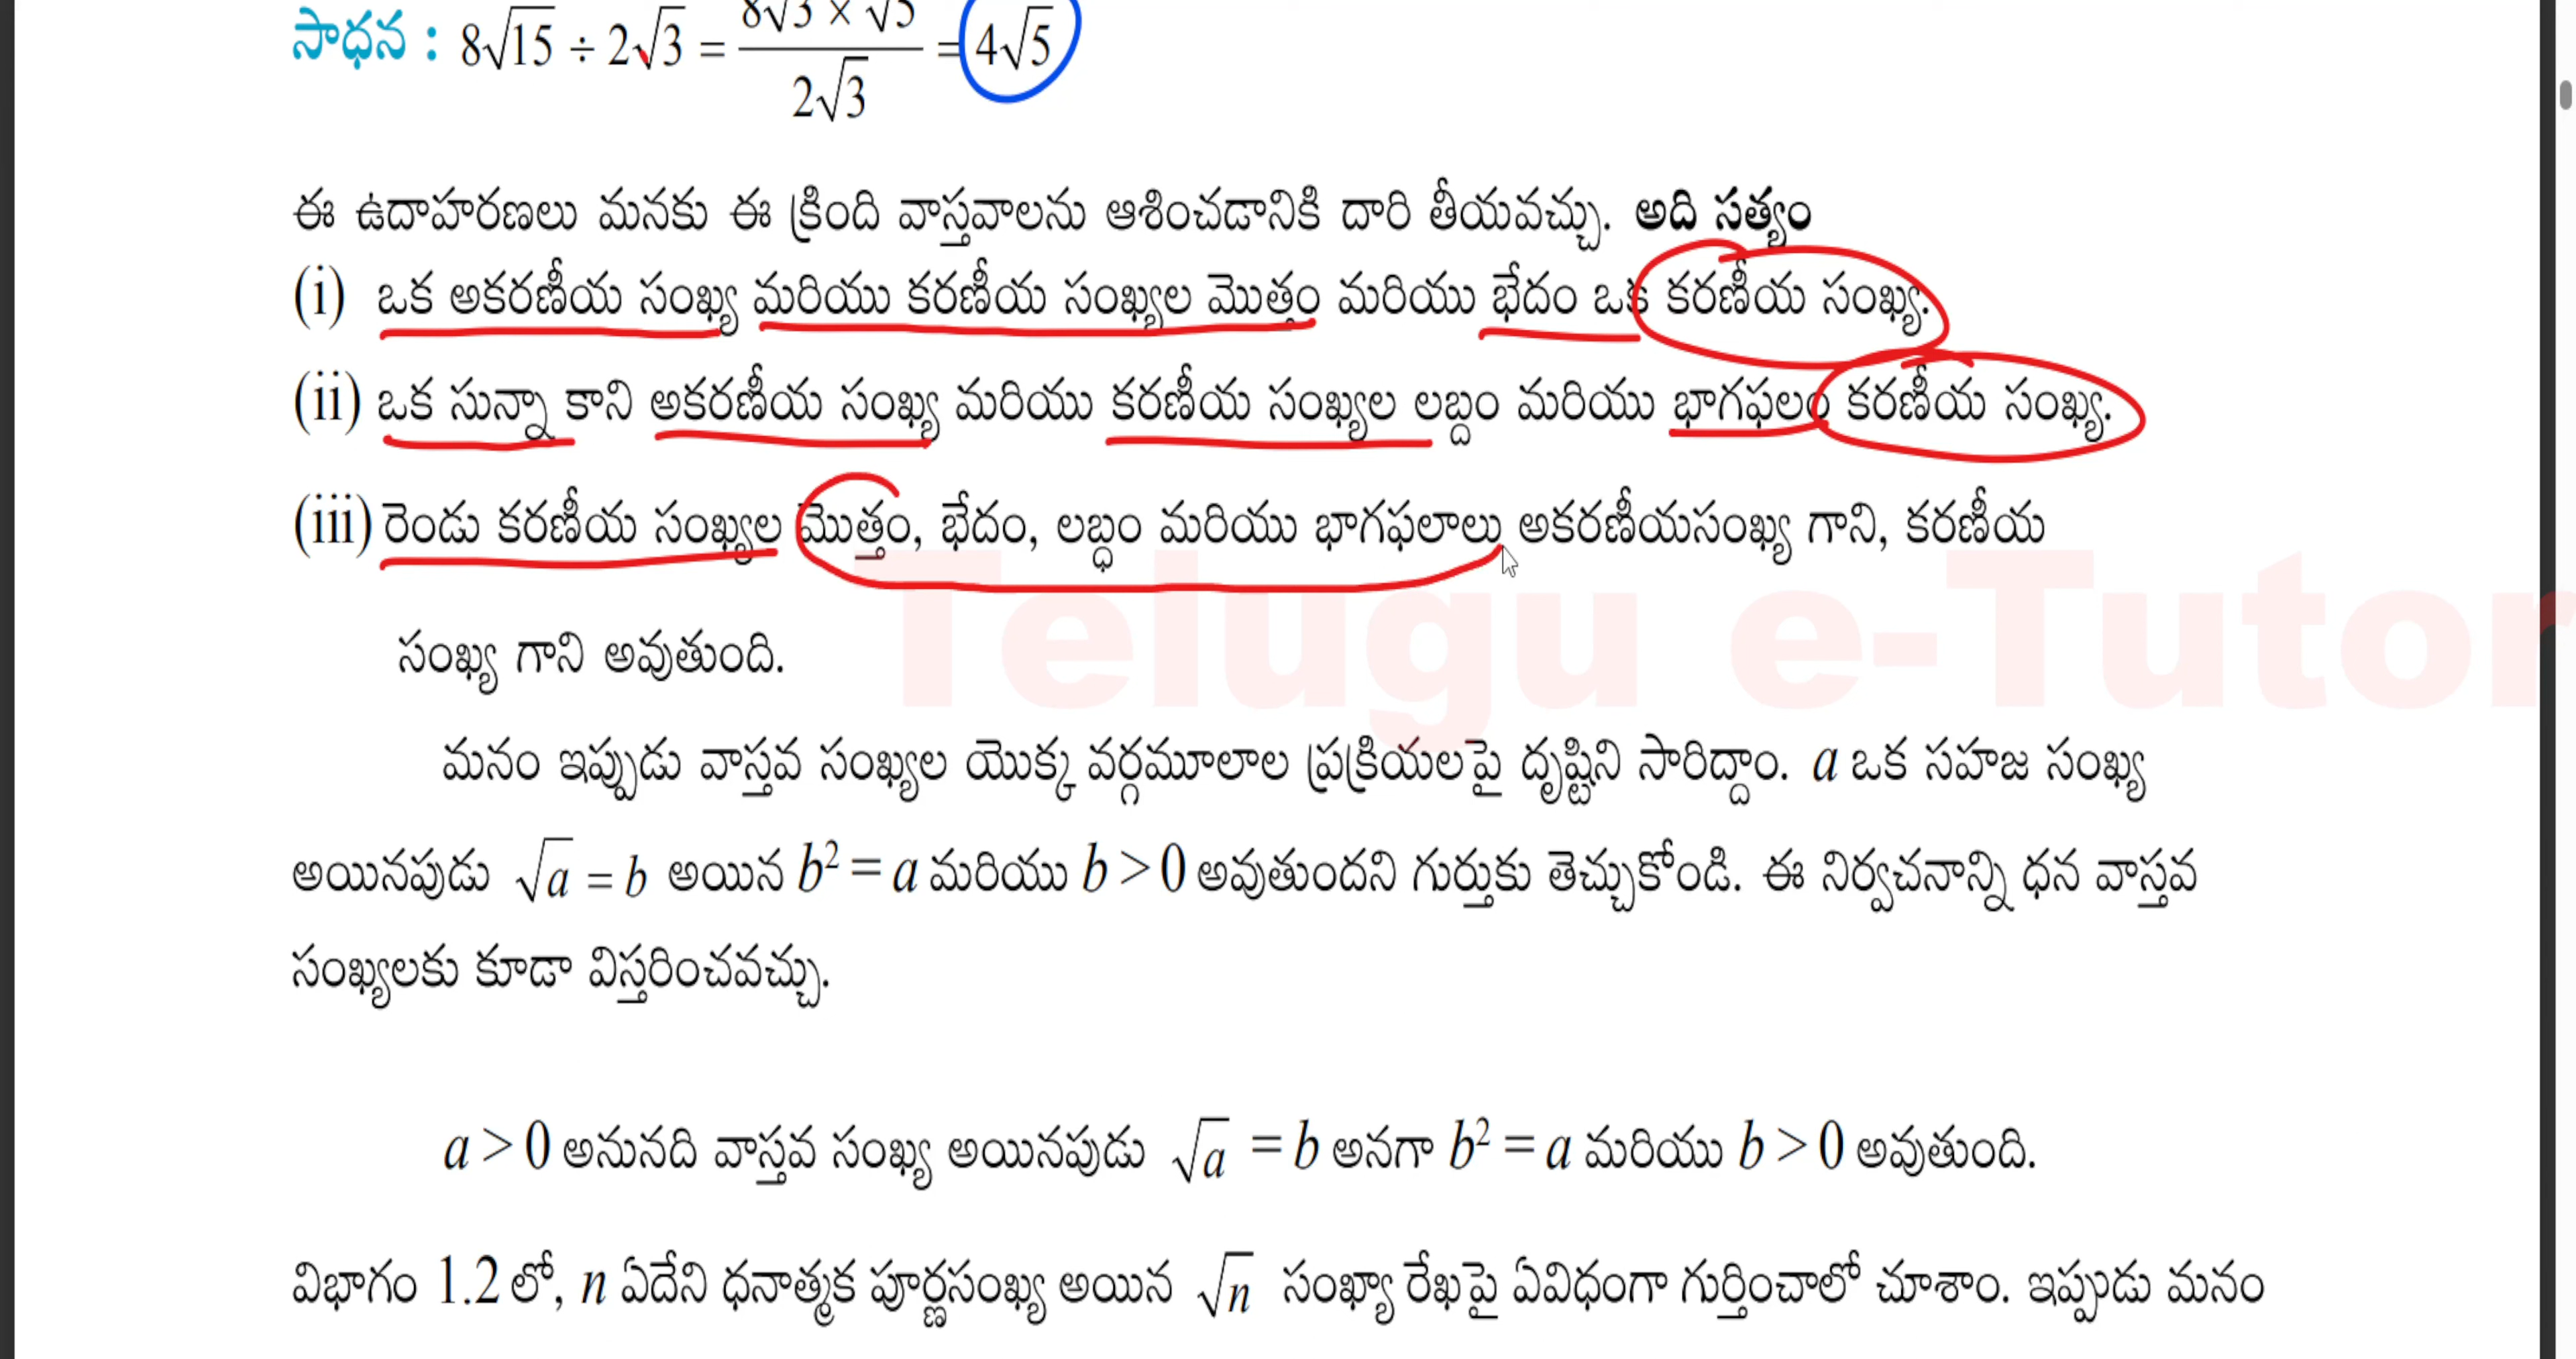 సాధన : 8√15 ÷ 2√3 = 8√3 × √5 / 2√3 = 4√5
ఈ ఉదాహరణలు మనకు ఈ క్రింది వాస్తవాలను ఆశించడానికి దారి తీయవచ్చు. అది సత్యం
(i) ఒక అకరణీయ సంఖ్య మరియు కరణీయ సంఖ్యల మొత్తం మరియు భేదం ఒక కరణీయ సంఖ్య.
(ii) ఒక సున్నా కాని అకరణీయ సంఖ్య మరియు కరణీయ సంఖ్యల లబ్దం మరియు భాగఫలం కరణీయ సంఖ్య.
(iii) రెండు కరణీయ సంఖ్యల మొత్తం, భేదం, లబ్ధం మరియు భాగఫలాలు అకరణీయసంఖ్య గాని, కరణీయ
సంఖ్య గాని అవుతుంది.
Telugu e-Tutor
మనం ఇప్పుడు వాస్తవ సంఖ్యల యొక్క వర్గమూలాల ప్రక్రియలపై దృష్టిని సారిద్దాం. a ఒక సహజ సంఖ్య
అయినపుడు √a = b అయిన b² = a మరియు b > 0 అవుతుందని గుర్తుకు తెచ్చుకోండి. ఈ నిర్వచనాన్ని ధన వాస్తవ
సంఖ్యలకు కూడా విస్తరించవచ్చు.
a > 0 అనునది వాస్తవ సంఖ్య అయినపుడు √a = b అనగా b² = a మరియు b > 0 అవుతుంది.
విభాగం 1.2 లో, n ఏదేని ధనాత్మక పూర్ణసంఖ్య అయిన √n సంఖ్యా రేఖపై ఏవిధంగా గుర్తించాలో చూశాం. ఇప్పుడు మనం